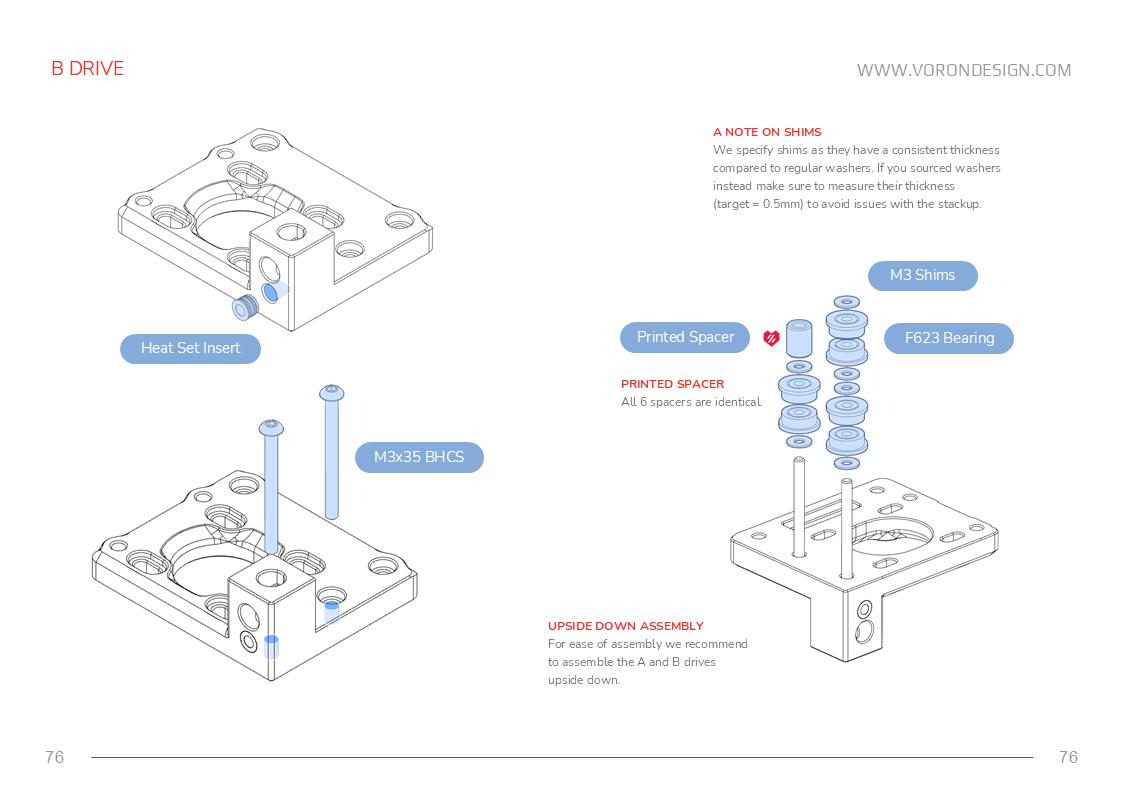 B DRIVE
WWW.VORONDESIGN.COM
A NOTE ON SHIMS
We specify shims as they have a consistent thickness
compared to regular washers. If you sourced washers
instead make sure to measure their thickness
(target = 0.5mm) to avoid issues with the stackup.
M3 Shims
Printed Spacer
F623 Bearing
Heat Set Insert
PRINTED SPACER
All 6 spacers are identical.
M3x35 BHCS
UPSIDE DOWN ASSEMBLY
For ease of assembly we recommend
to assemble the A and B drives
upside down.
76
76